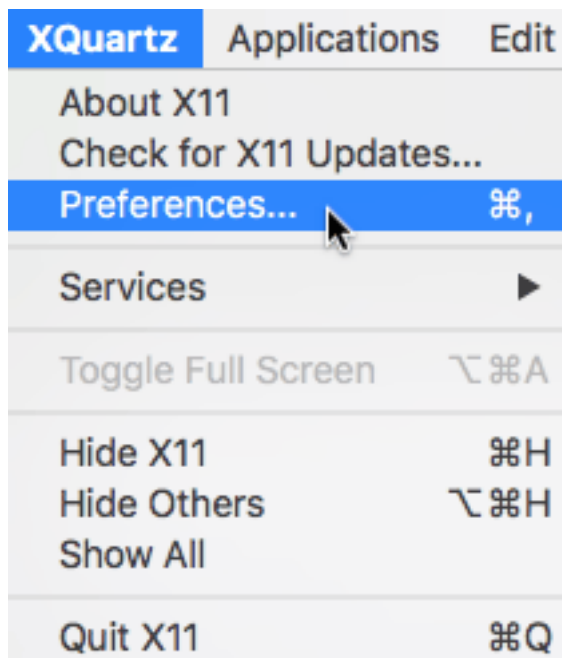 XQuartz Applications Edit
About X11
Check for X11 Updates...
Preferences... ⌘,
Services ▶
Toggle Full Screen ⌥⌘A
Hide X11 ⌘H
Hide Others ⌥⌘H
Show All
Quit X11 ⌘Q